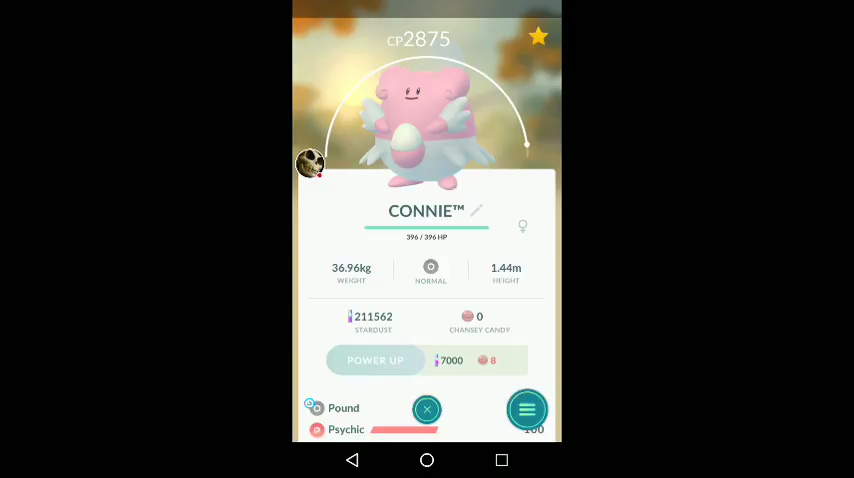 CP2875
CONNIE™
396 / 396 HP
36.96kg
WEIGHT
NORMAL
1.44m
HEIGHT
211562
STARDUST
0
CHANSEY CANDY
POWER UP
7000
8
Pound
Psychic
100